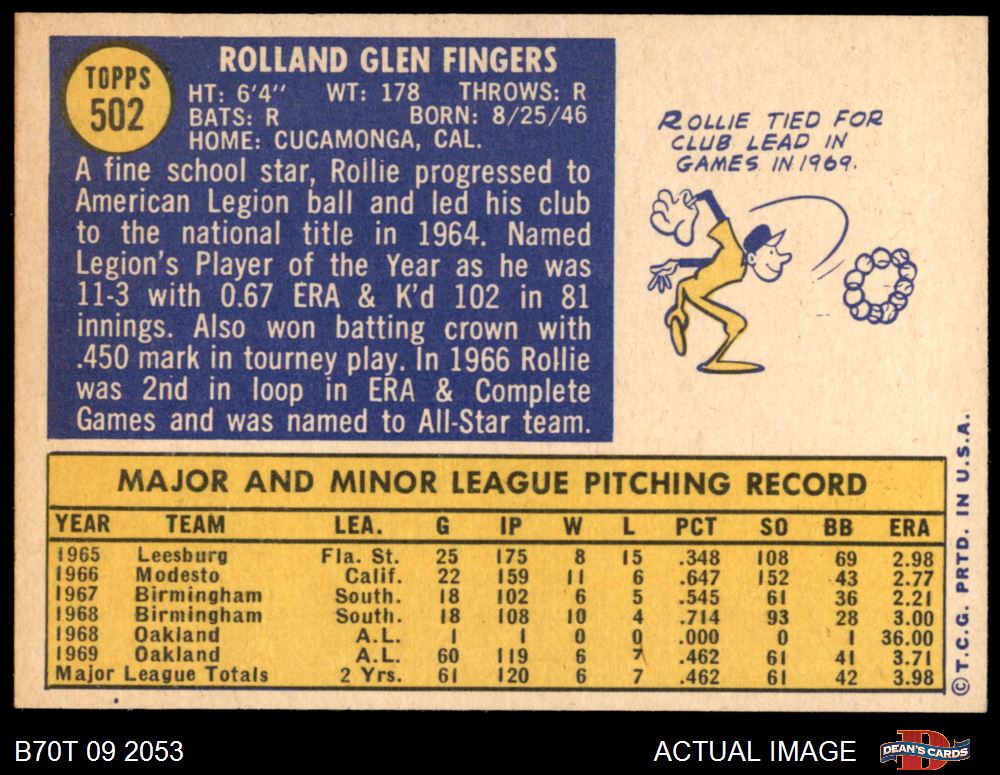 TOPPS
502
ROLLAND GLEN FINGERS
HT: 6'4" WT: 178 THROWS: R
BATS: R BORN: 8/25/46
HOME: CUCAMONGA, CAL.
A fine school star, Rollie progressed to
American Legion ball and led his club
to the national title in 1964. Named
Legion's Player of the Year as he was
11-3 with 0.67 ERA & K'd 102 in 81
innings. Also won batting crown with
.450 mark in tourney play. In 1966 Rollie
was 2nd in loop in ERA & Complete
Games and was named to All-Star team.
ROLLIE TIED FOR
CLUB LEAD IN
GAMES IN 1969.
MAJOR AND MINOR LEAGUE PITCHING RECORD
YEAR TEAM LEA. G IP W L PCT SO BB ERA
1965 Leesburg Fla. St. 25 175 8 15 .348 108 69 2.98
1966 Modesto Calif. 22 159 11 6 .647 152 43 2.77
1967 Birmingham South. 18 102 6 5 .545 61 36 2.21
1968 Birmingham South. 18 108 10 4 .714 93 28 3.00
1968 Oakland A.L. 1 1 0 0 .000 0 1 36.00
1969 Oakland A.L. 60 119 6 7 .462 61 41 3.71
Major League Totals 2 Yrs. 61 120 6 7 .462 61 42 3.98
© T.C.G. PRTD. IN U.S.A.
B70T 09 2053
ACTUAL IMAGE
DEAN'S CARDS